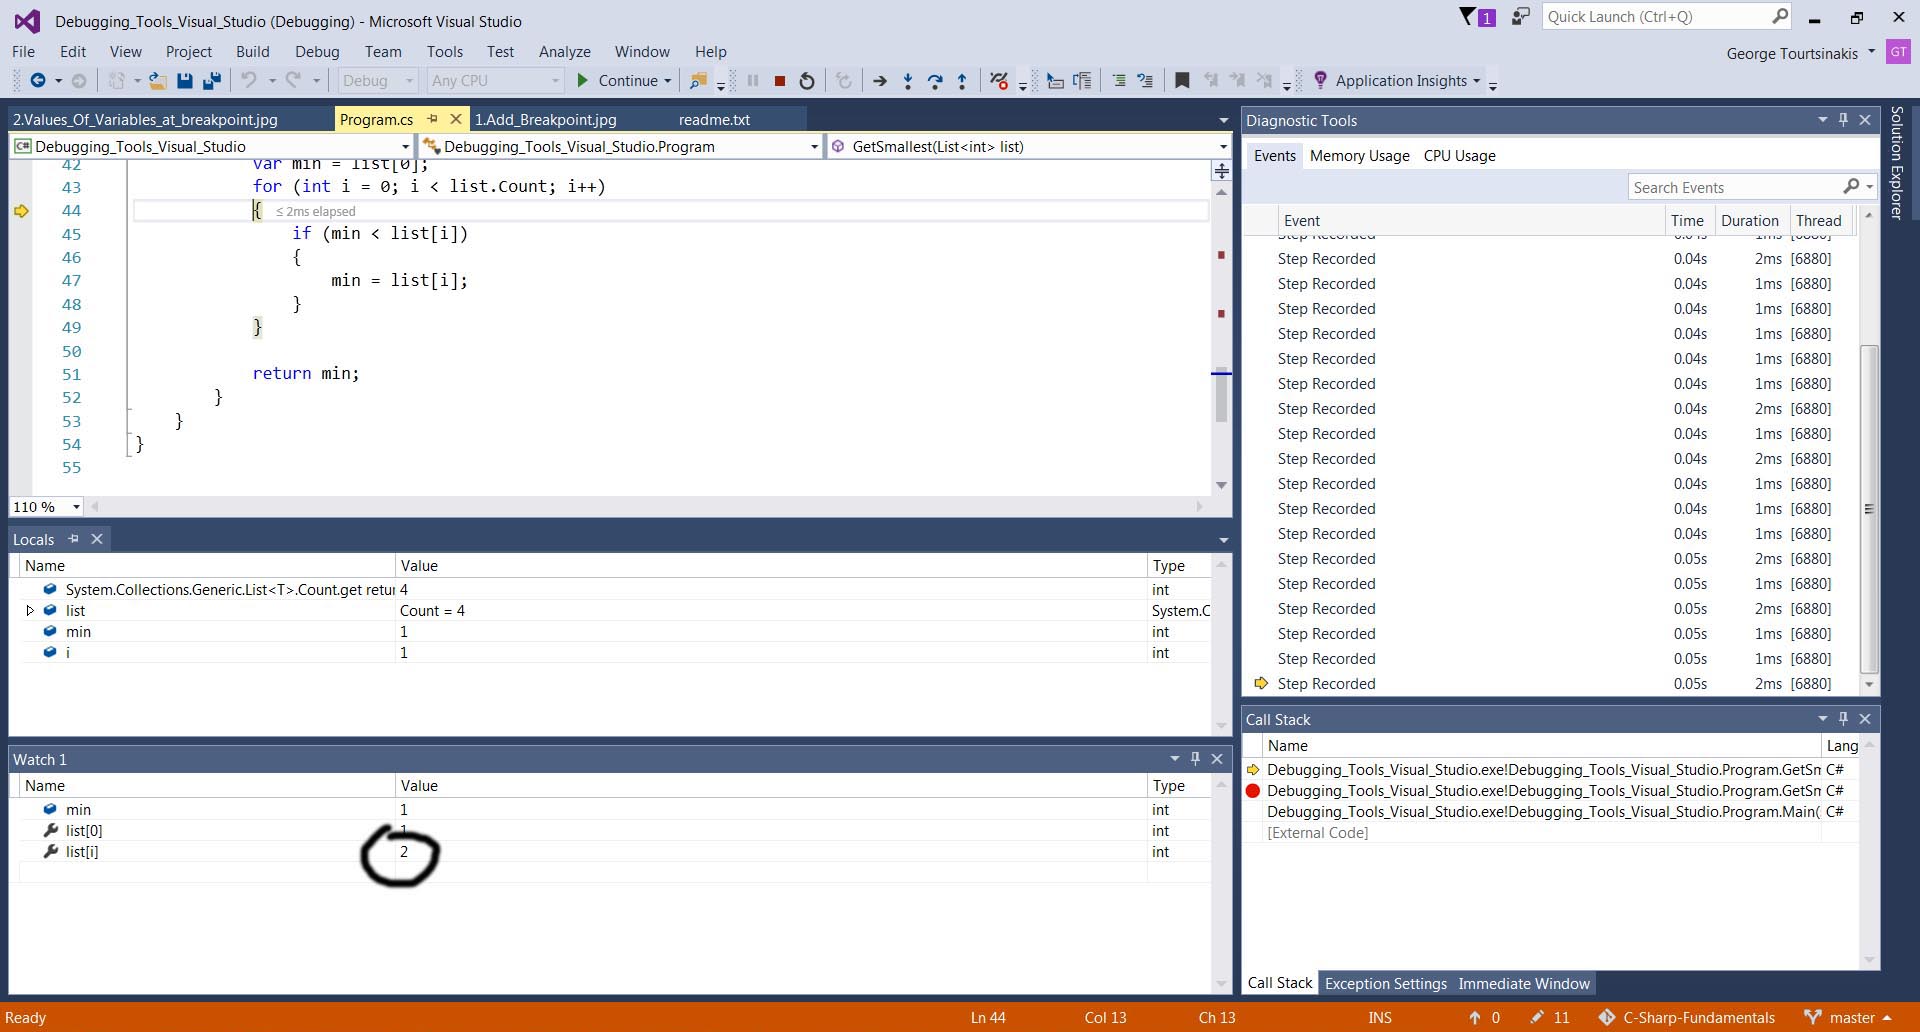 Debugging_Tools_Visual_Studio (Debugging) - Microsoft Visual Studio
1
Quick Launch (Ctrl+Q)
File Edit View Project Build Debug Team Tools Test Analyze Window Help
George Tourtsinakis
GT
Debug
Any CPU
Continue
Application Insights
2.Values_Of_Variables_at_breakpoint.jpg
Program.cs
1.Add_Breakpoint.jpg
readme.txt
C# Debugging_Tools_Visual_Studio
Debugging_Tools_Visual_Studio.Program
GetSmallest(List<int> list)
42 var min = list[0];
43 for (int i = 0; i < list.Count; i++)
44 { ≤ 2ms elapsed
45 if (min < list[i])
46 {
47 min = list[i];
48 }
49 }
50
51 return min;
52 }
53 }
54 }
55
110 %
Locals
Name Value Type
System.Collections.Generic.List<T>.Count.get retur 4 int
list Count = 4 System.C
min 1 int
i 1 int
Watch 1
Name Value Type
min 1 int
list[0] 1 int
list[i] 2 int
Diagnostic Tools
Events Memory Usage CPU Usage
Search Events
Event Time Duration Thread
Step Recorded 0.04s 1ms [6880]
Step Recorded 0.04s 2ms [6880]
Step Recorded 0.04s 1ms [6880]
Step Recorded 0.04s 1ms [6880]
Step Recorded 0.04s 1ms [6880]
Step Recorded 0.04s 1ms [6880]
Step Recorded 0.04s 1ms [6880]
Step Recorded 0.04s 2ms [6880]
Step Recorded 0.04s 1ms [6880]
Step Recorded 0.04s 2ms [6880]
Step Recorded 0.04s 1ms [6880]
Step Recorded 0.04s 1ms [6880]
Step Recorded 0.04s 1ms [6880]
Step Recorded 0.05s 2ms [6880]
Step Recorded 0.05s 1ms [6880]
Step Recorded 0.05s 2ms [6880]
Step Recorded 0.05s 1ms [6880]
Step Recorded 0.05s 1ms [6880]
Step Recorded 0.05s 2ms [6880]
Solution Explorer
Call Stack
Name Lang
Debugging_Tools_Visual_Studio.exe!Debugging_Tools_Visual_Studio.Program.GetSm C#
Debugging_Tools_Visual_Studio.exe!Debugging_Tools_Visual_Studio.Program.GetSm C#
Debugging_Tools_Visual_Studio.exe!Debugging_Tools_Visual_Studio.Program.Main( C#
[External Code]
Call Stack Exception Settings Immediate Window
Ready Ln 44 Col 13 Ch 13 INS 0 11 C-Sharp-Fundamentals master